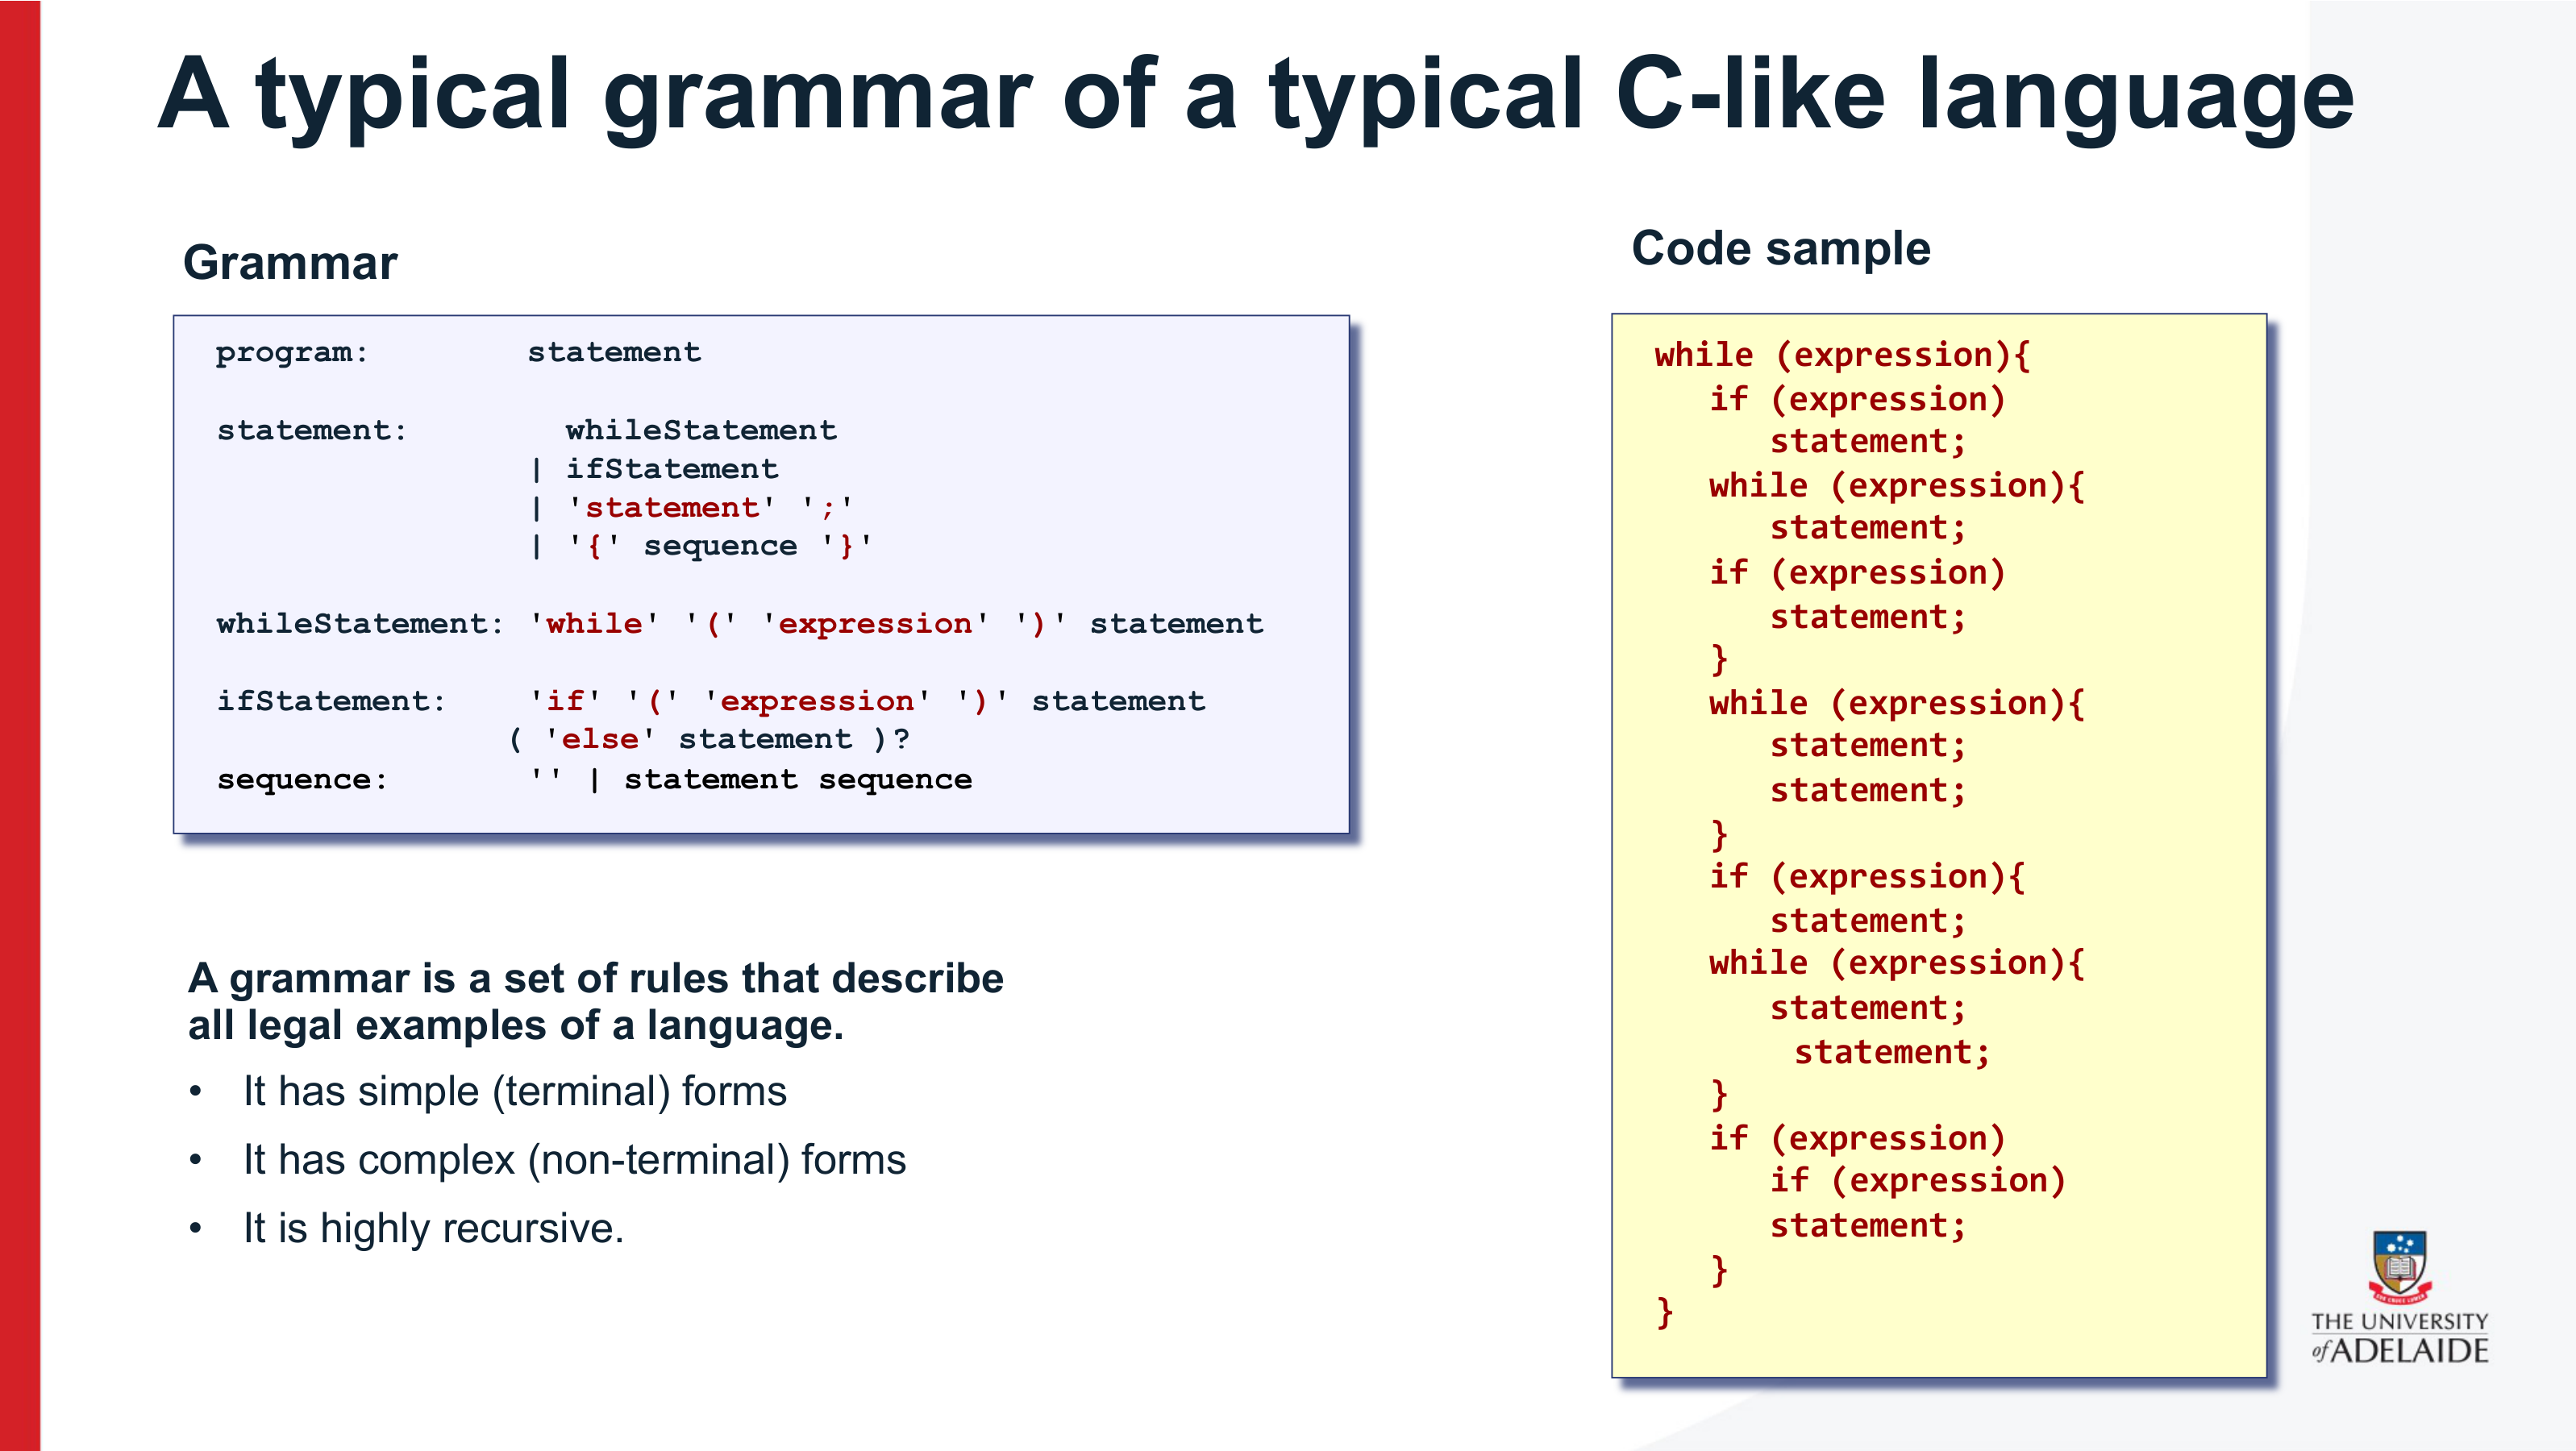 A typical grammar of a typical C-like language
Grammar
program: statement
statement: whileStatement
| ifStatement
| 'statement' ';'
| '{' sequence '}'
whileStatement: 'while' '(' 'expression' ')' statement
ifStatement: 'if' '(' 'expression' ')' statement
( 'else' statement )?
sequence: '' | statement sequence
A grammar is a set of rules that describe
all legal examples of a language.
• It has simple (terminal) forms
• It has complex (non-terminal) forms
• It is highly recursive.
Code sample
while (expression){
if (expression)
statement;
while (expression){
statement;
if (expression)
statement;
}
while (expression){
statement;
statement;
}
if (expression){
statement;
while (expression){
statement;
statement;
}
if (expression)
if (expression)
statement;
}
}
THE UNIVERSITY
of ADELAIDE